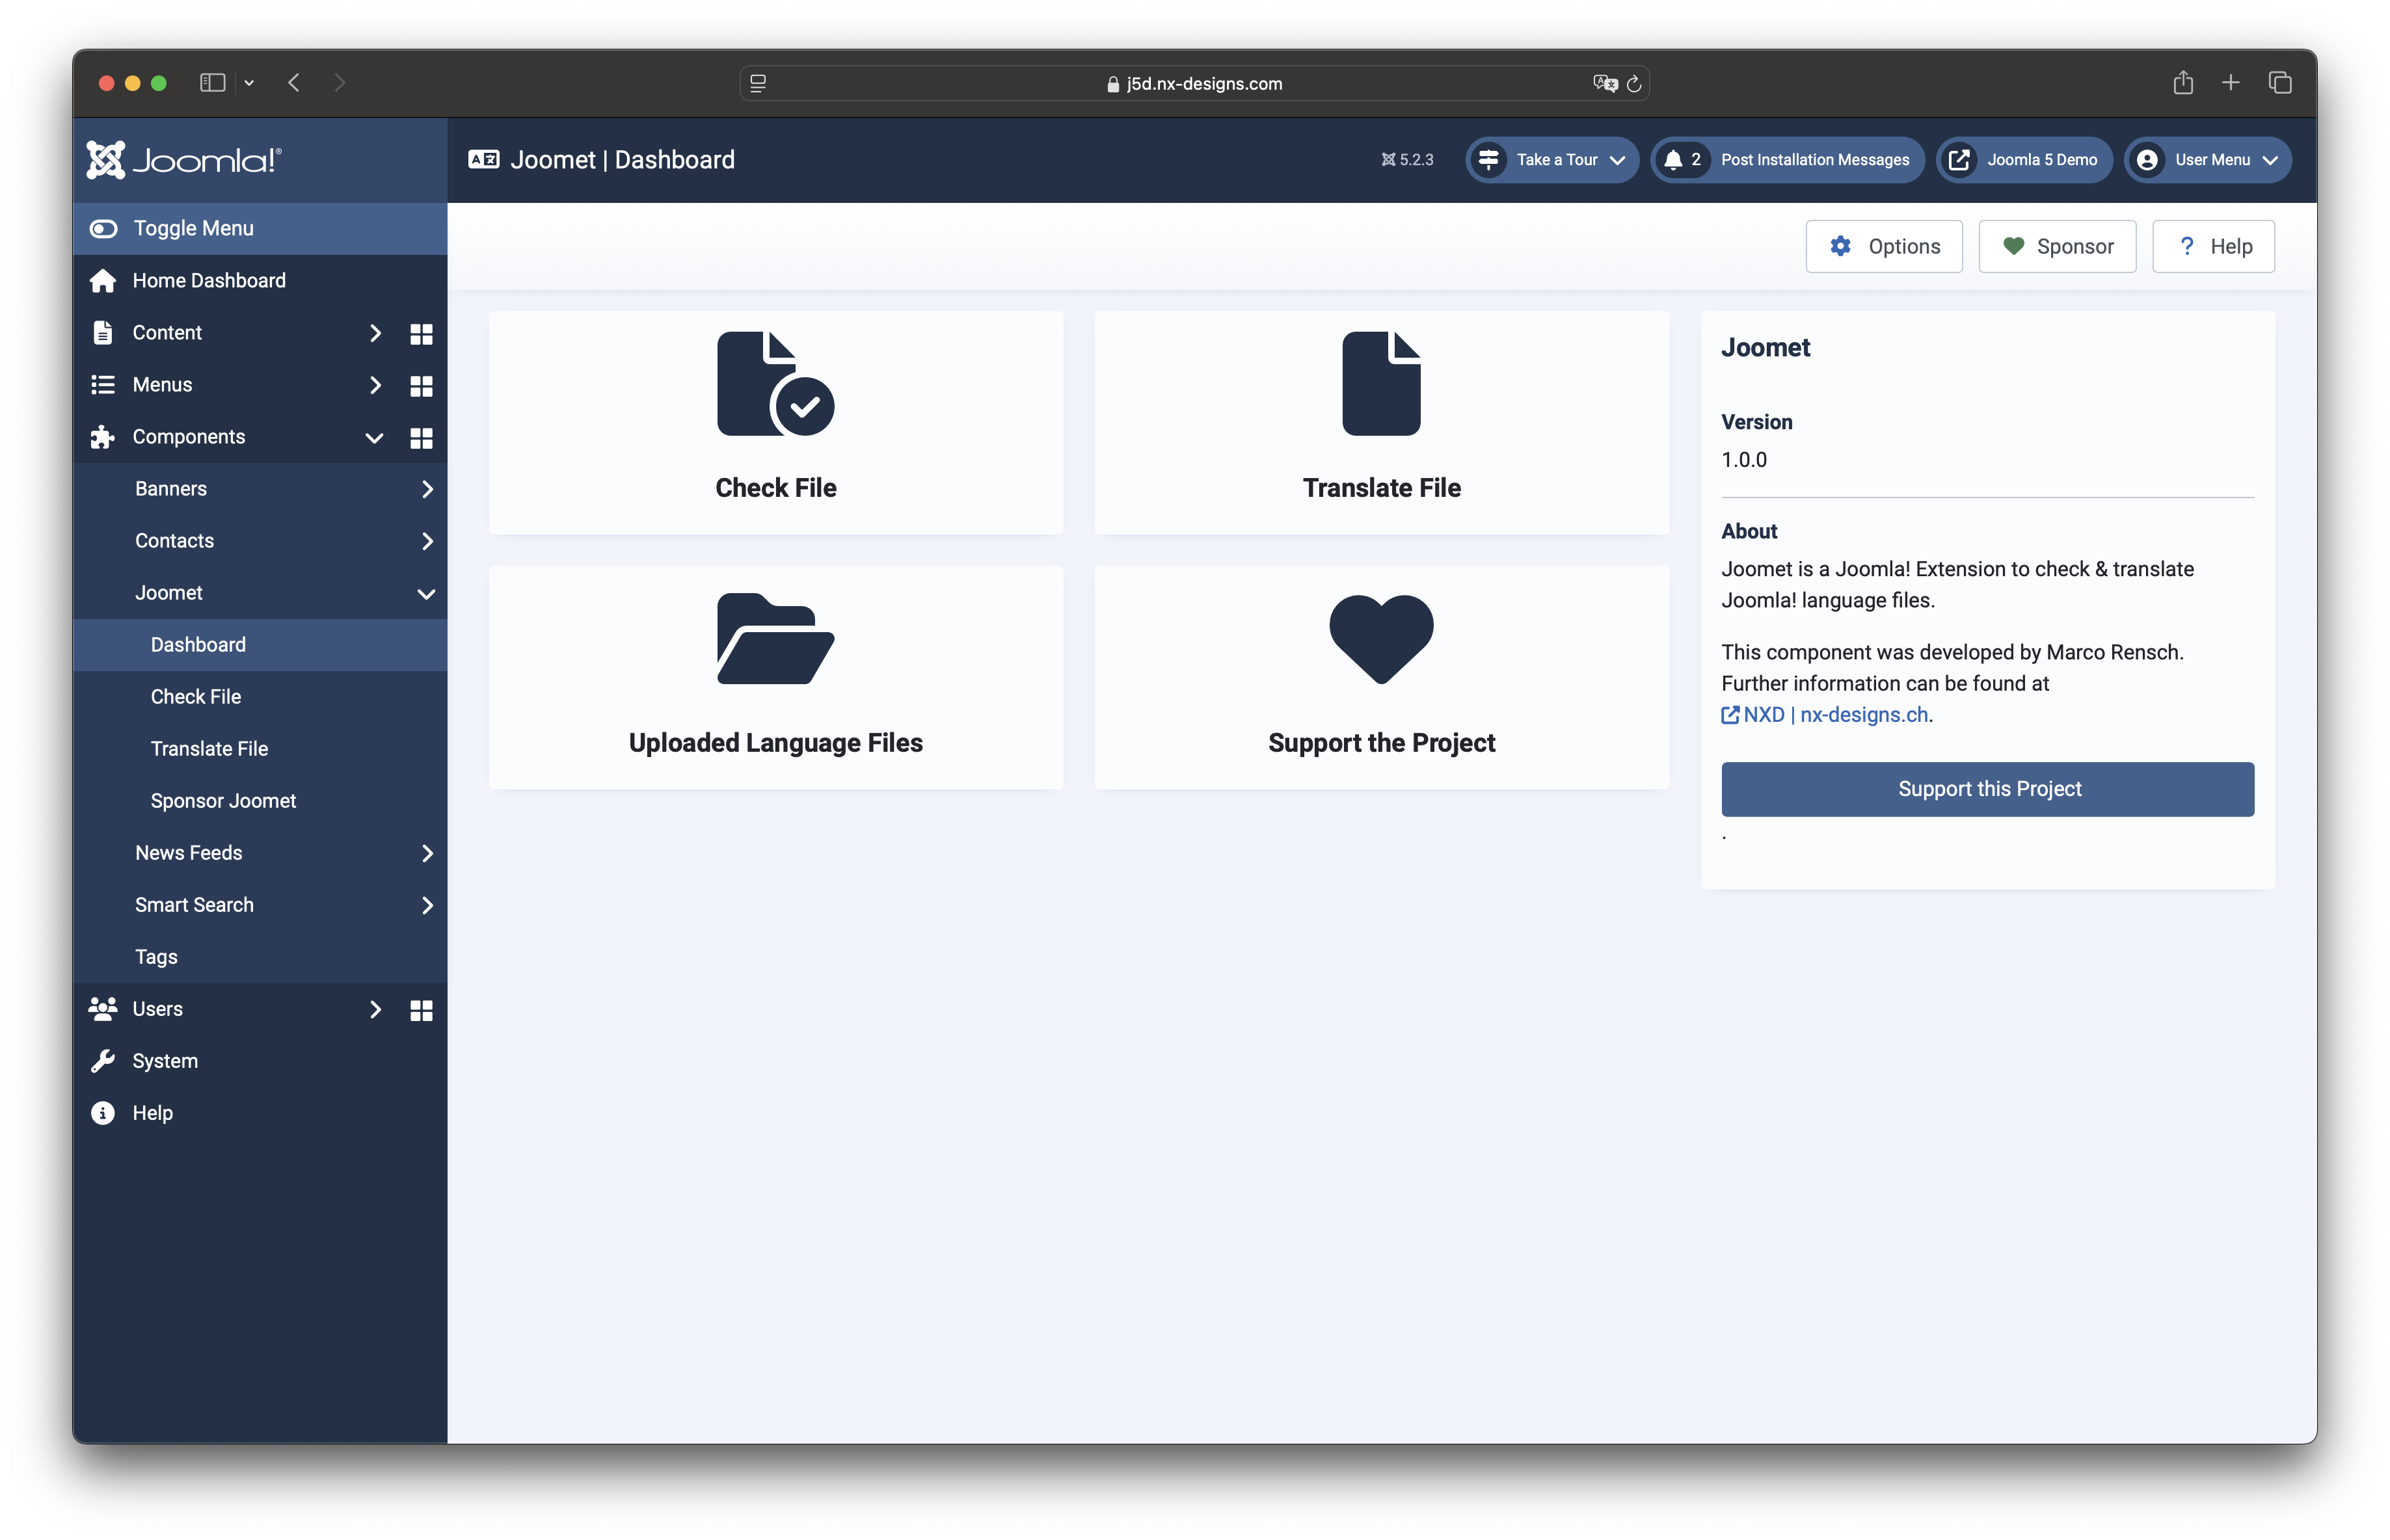 j5d.nx-designs.com
Joomla!®
Joomet | Dashboard
5.2.3
Take a Tour
2
Post Installation Messages
Joomla 5 Demo
User Menu
Toggle Menu
Home Dashboard
Content
Menus
Components
Banners
Contacts
Joomet
Dashboard
Check File
Translate File
Sponsor Joomet
News Feeds
Smart Search
Tags
Users
System
Help
Options
Sponsor
? Help
Check File
Translate File
Uploaded Language Files
Support the Project
Joomet
Version
1.0.0
About
Joomet is a Joomla! Extension to check & translate
Joomla! language files.
This component was developed by Marco Rensch.
Further information can be found at
NXD | nx-designs.ch.
Support this Project
.